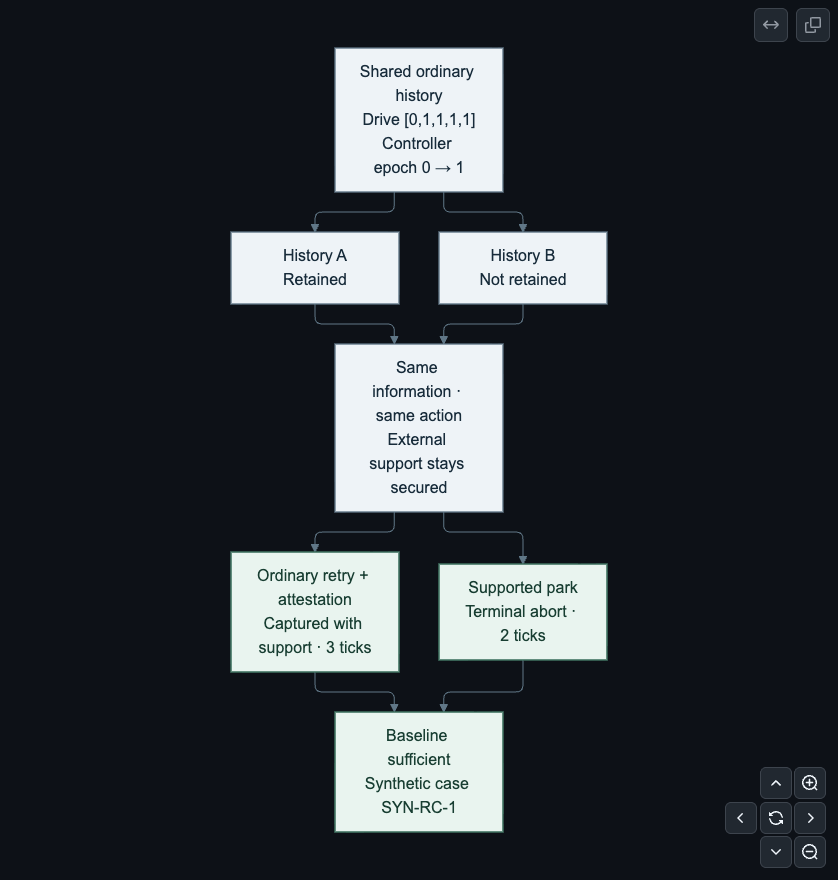 Shared ordinary
history
Drive [0,1,1,1,1]
Controller
epoch 0 → 1
History A
Retained
History B
Not retained
Same
information ·
same action
External
support stays
secured
Ordinary retry +
attestation
Captured with
support · 3 ticks
Supported park
Terminal abort ·
2 ticks
Baseline
sufficient
Synthetic case
SYN-RC-1